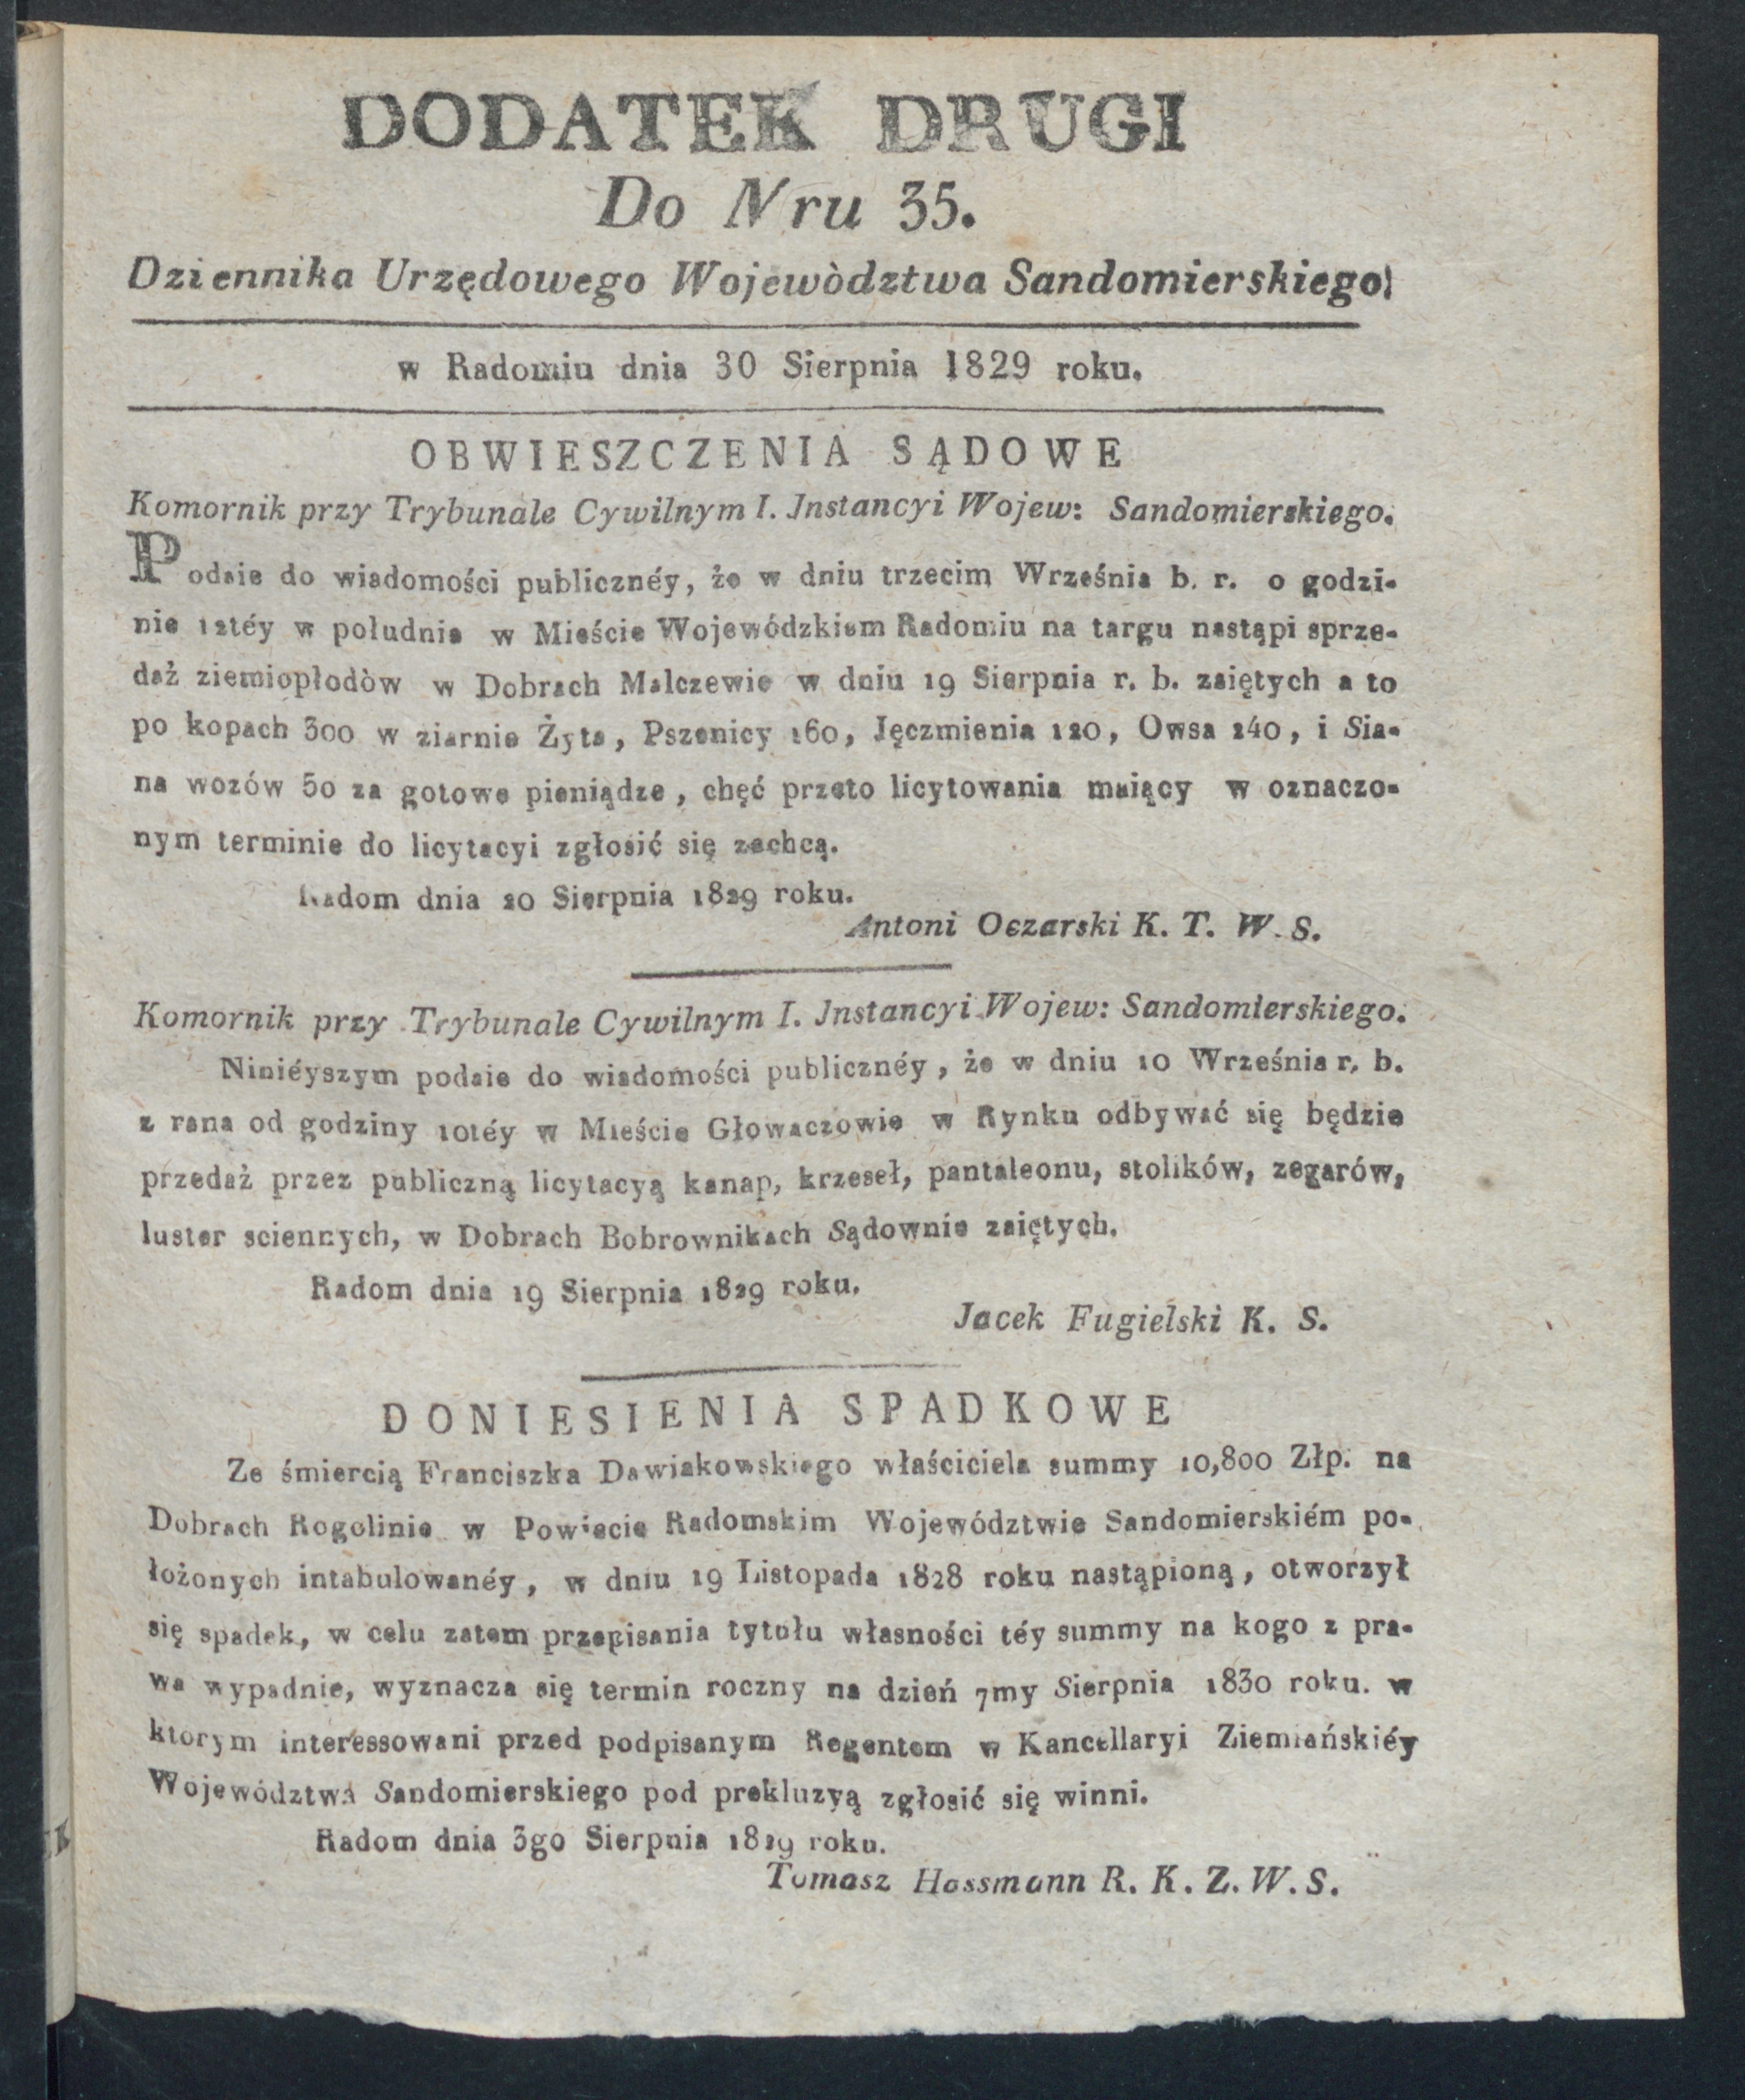 DODATEK DRUGI
Do Nru 35.
Dziennika Urzędowego Wojewòdztwa Sandomierskiego
w Radomiu dnia 30 Sierpnia 1829 roku.
OBWIESZCZENIA SĄDOWE
Komornik przy Trybunale Cywilnym I. Jnstancyi Wojew: Sandomierskiego.
Podaie do wiadomości publicznéy, że w dniu trzecim Września b. r. o godzi-
nie 12téy w południe w Mieście Wojewódzkiem Radomiu na targu nastąpi sprze-
daż ziemiopłodòw w Dobrach Malczewie w dniu 19 Sierpnia r. b. zaiętych a to
po kopach 300 w ziarnie Żyta, Pszenicy 160, Jęczmienia 120, Owsa 240, i Sia-
na wozów 50 za gotowe pieniądze, chęć przeto licytowania maiący w oznaczo-
nym terminie do licytacyi zgłosić się zechcą.
Radom dnia 20 Sierpnia 1829 roku.
Antoni Oczarski K. T. W. S.
Komornik przy Trybunale Cywilnym I. Jnstancyi Wojew: Sandomierskiego.
Niniéyszym podaie do wiadomości publicznéy, że w dniu 10 Września r. b.
z rana od godziny 10téy w Mieście Głowaczowie w Rynku odbywać się będzie
przedaż przez publiczną licytacyą kanap, krzeseł, pantaleonu, stolików, zegarów,
luster sciennych, w Dobrach Bobrownikach Sądownie zaiętych.
Radom dnia 19 Sierpnia 1829 roku.
Jacek Fugielski K. S.
DONIESIENIA SPADKOWE
Ze śmiercią Franciszka Dawiakowskiego właściciela summy 10,800 Złp. na
Dobrach Rogolinie w Powiecie Radomskim Województwie Sandomierskiém po-
łożonych intabulowanéy, w dniu 19 Listopada 1828 roku nastąpioną, otworzył
się spadek, w celu zatem przepisania tytułu własności téy summy na kogo z pra-
wa wypadnie, wyznacza się termin roczny na dzień 7my Sierpnia 1830 roku. w
ktorym interessowani przed podpisanym Regentem w Kancellaryi Ziemiańskiéy
Województwa Sandomierskiego pod prekluzyą zgłosić się winni.
Radom dnia 3go Sierpnia 1829 roku.
Tomasz Hassmann R. K. Z. W. S.